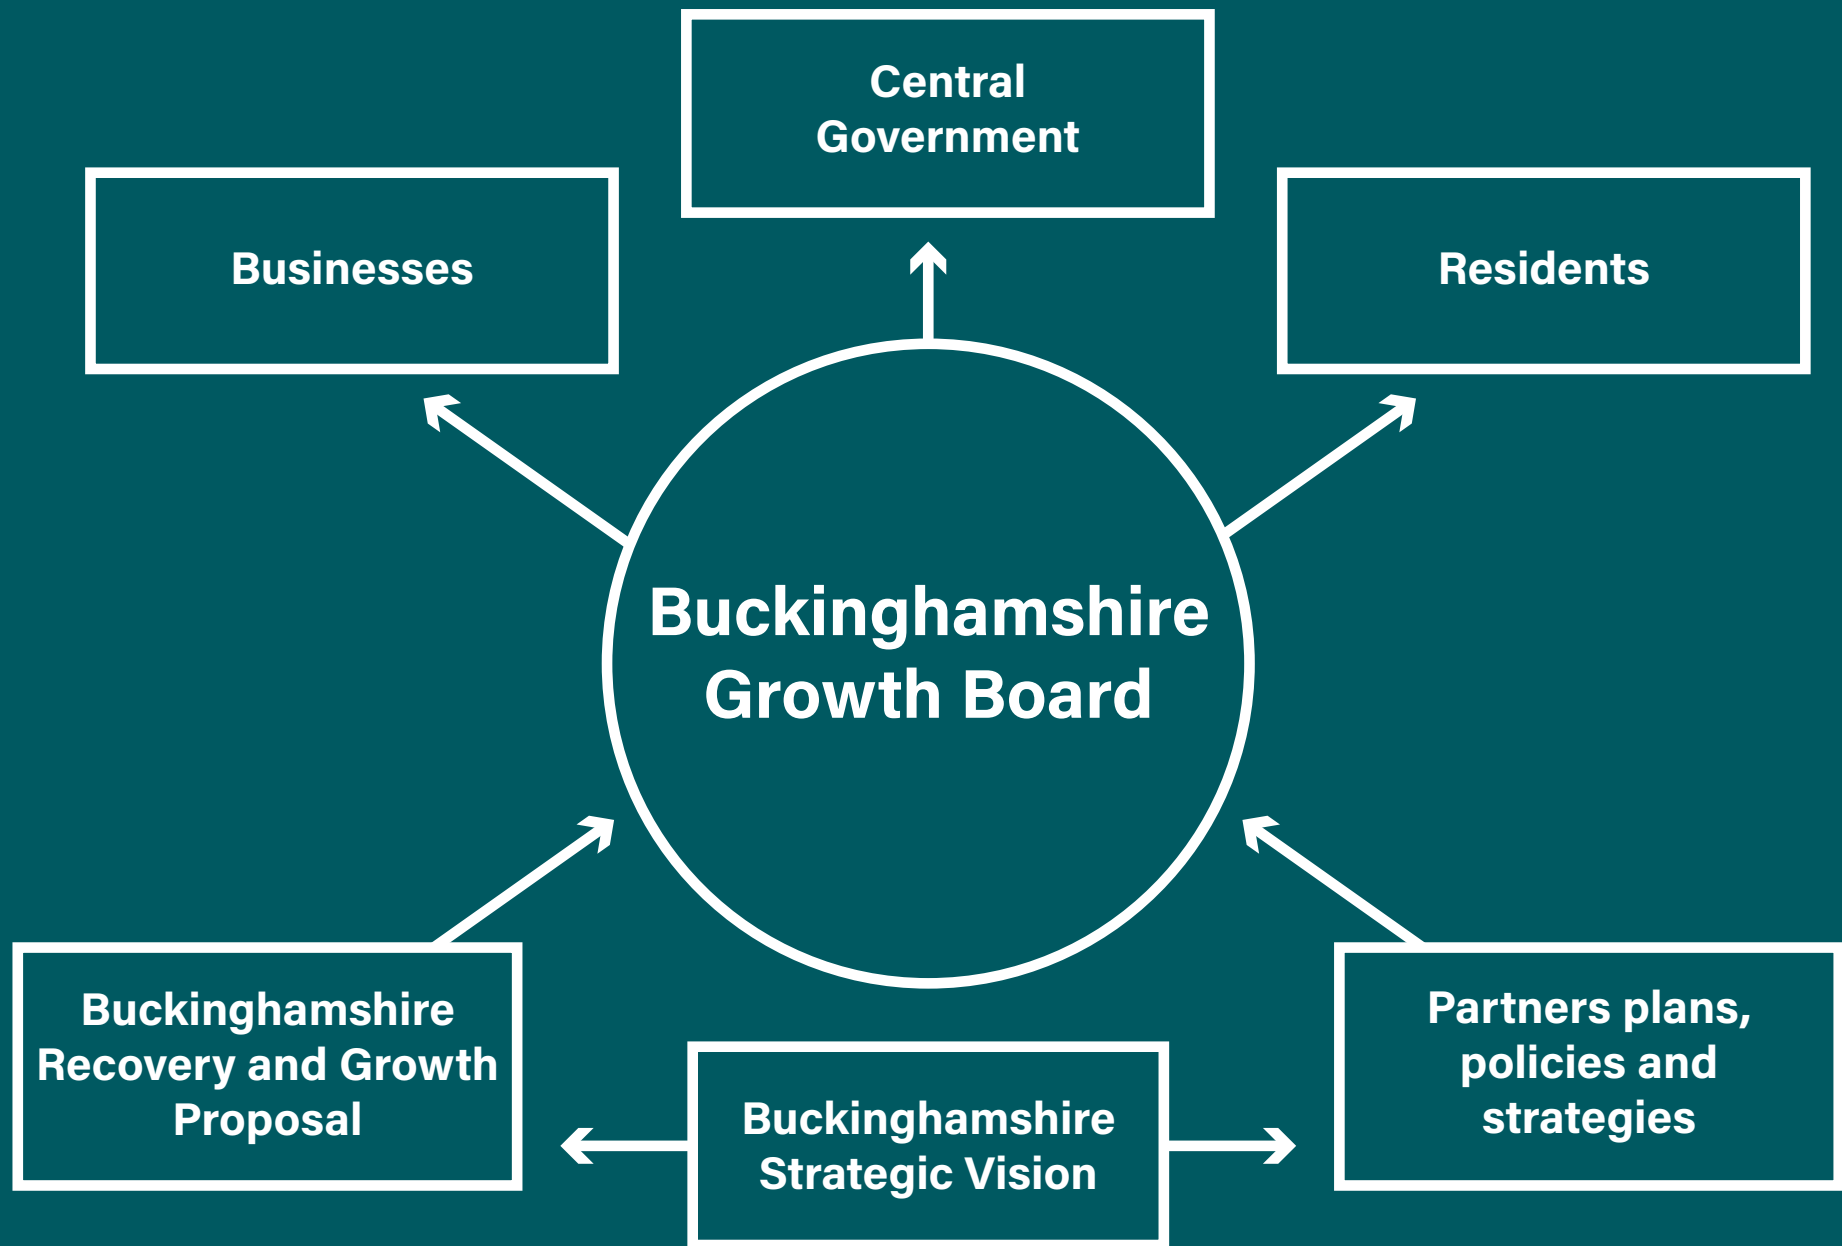 Central
Government
Businesses
Residents
Buckinghamshire
Growth Board
Buckinghamshire
Recovery and Growth
Proposal
Buckinghamshire
Strategic Vision
Partners plans,
policies and
strategies